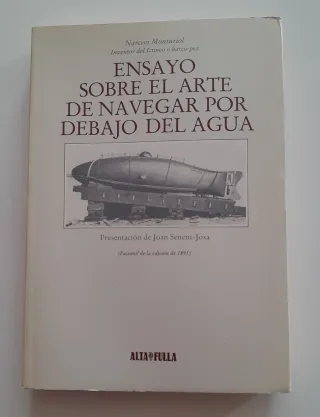 Narciso Monturiol
Inventor del Ictíneo o barco-pez
ENSAYO
SOBRE EL ARTE
DE NAVEGAR POR
DEBAJO DEL AGUA
Presentación de Joan Senent-Josa
(Facsímil de la edición de 1891)
ALTA FULLA